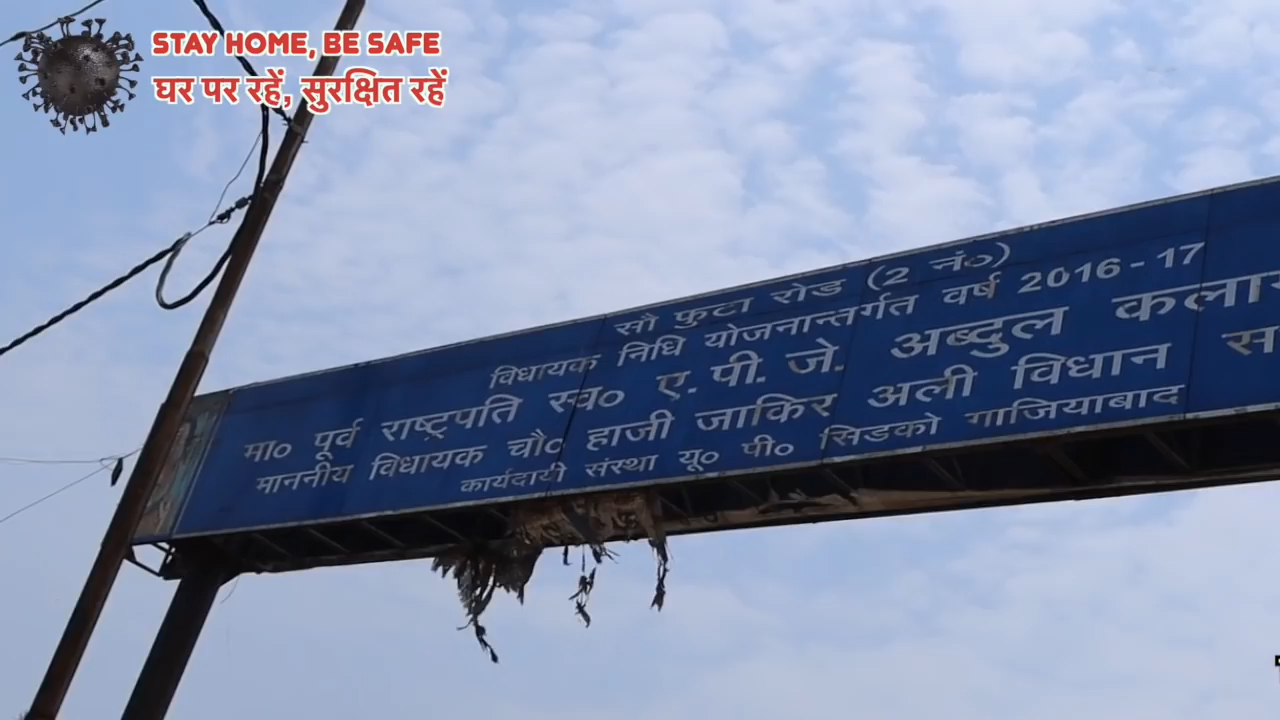 STAY HOME, BE SAFE
घर पर रहें, सुरक्षित रहें
सौ फुटा रोड (2 नं०)
विधायक निधि योजनान्तर्गत वर्ष 2016-17
मा० पूर्व राष्ट्रपति स्व० ए.पी. जे. अब्दुल
माननीय विधायक चौ० हाजी जाकिर अली विधान
कार्यदायी संस्था यू० पी० सिडको गाजियाबाद